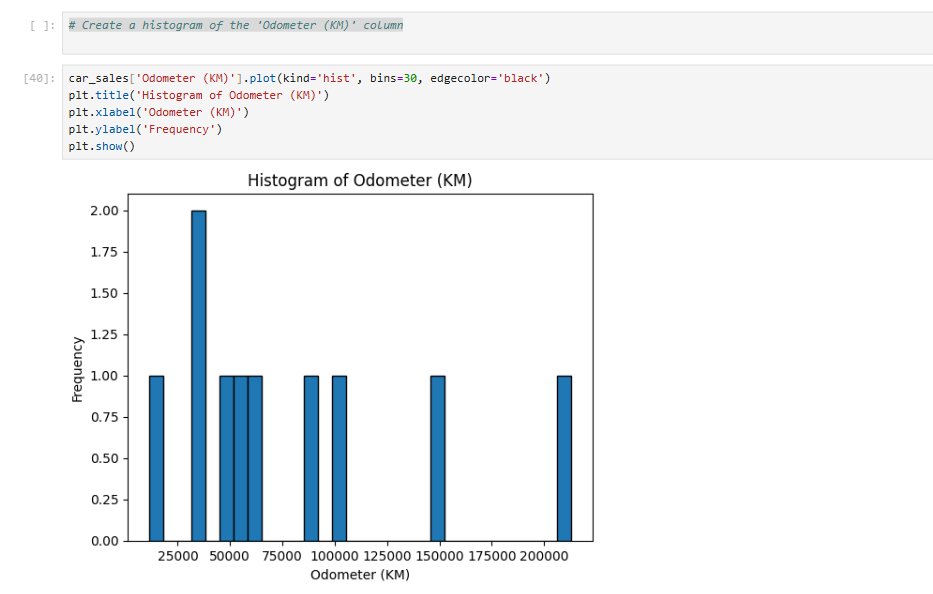 [ ]: # Create a histogram of the 'Odometer (KM)' column
[40]: car_sales['Odometer (KM)'].plot(kind='hist', bins=30, edgecolor='black')
plt.title('Histogram of Odometer (KM)')
plt.xlabel('Odometer (KM)')
plt.ylabel('Frequency')
plt.show()
Histogram of Odometer (KM)
2.00
1.75
1.50
1.25
1.00
0.75
0.50
0.25
0.00
Frequency
25000 50000 75000 100000 125000 150000 175000 200000
Odometer (KM)